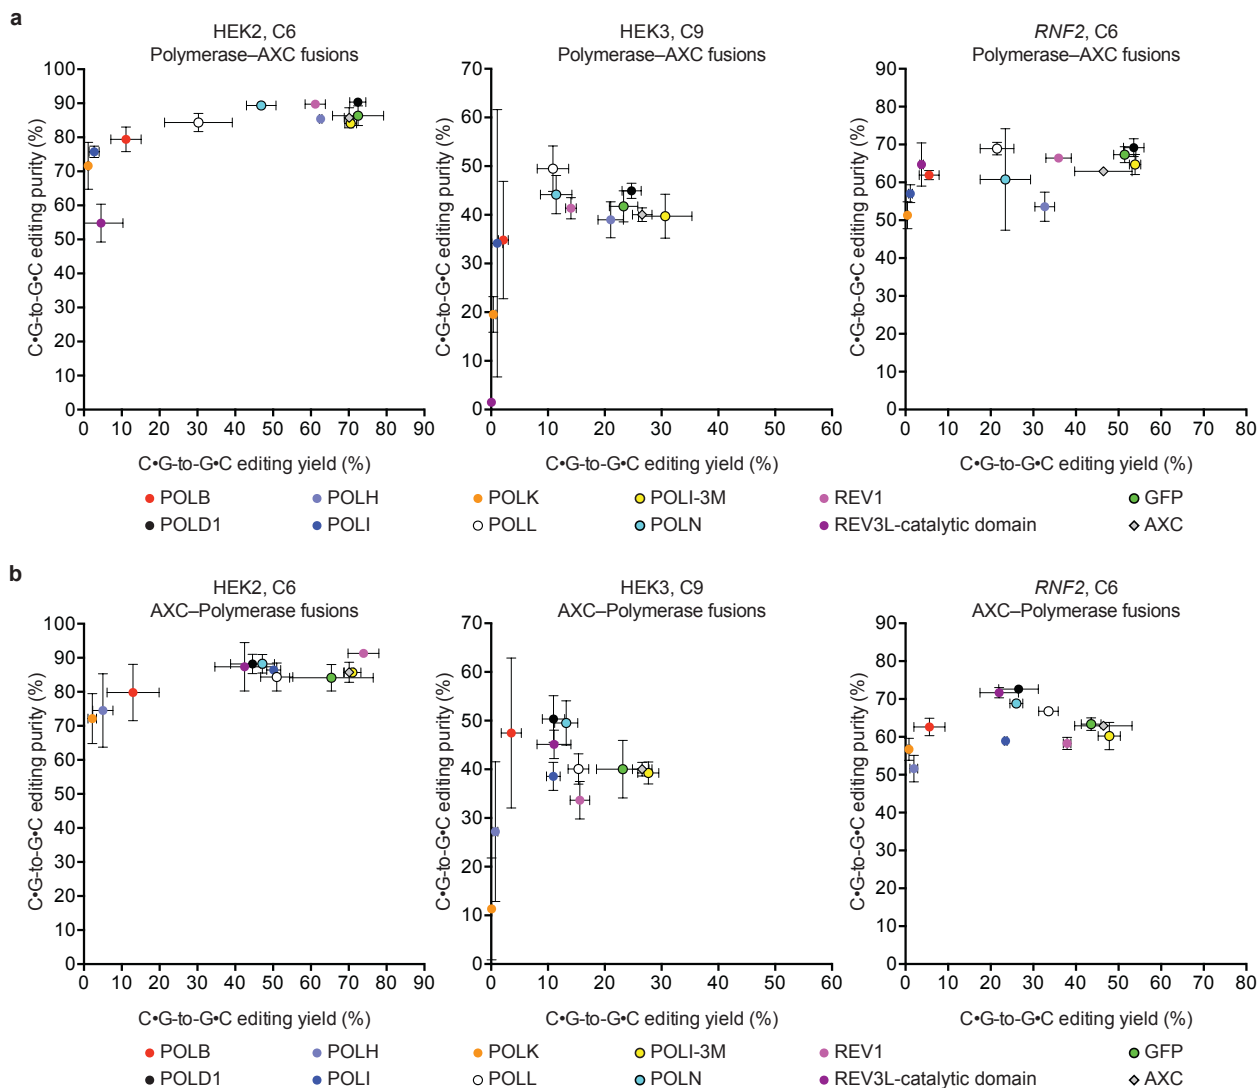 a
HEK2, C6
Polymerase–AXC fusions
HEK3, C9
Polymerase–AXC fusions
RNF2, C6
Polymerase–AXC fusions
C•G-to-G•C editing purity (%)
100
90
80
70
60
50
40
30
20
10
0
0 10 20 30 40 50 60 70 80 90
C•G-to-G•C editing yield (%)
C•G-to-G•C editing purity (%)
70
60
50
40
30
20
10
0
0 10 20 30 40 50 60
C•G-to-G•C editing yield (%)
C•G-to-G•C editing purity (%)
90
80
70
60
50
40
30
20
10
0
0 10 20 30 40 50 60 70 80
C•G-to-G•C editing yield (%)
POLB POLH POLK POLI-3M REV1 GFP
POLD1 POLI POLL POLN REV3L-catalytic domain AXC
b
HEK2, C6
AXC–Polymerase fusions
HEK3, C9
AXC–Polymerase fusions
RNF2, C6
AXC–Polymerase fusions
C•G-to-G•C editing purity (%)
100
90
80
70
60
50
40
30
20
10
0
0 10 20 30 40 50 60 70 80 90
C•G-to-G•C editing yield (%)
C•G-to-G•C editing purity (%)
70
60
50
40
30
20
10
0
0 10 20 30 40 50 60
C•G-to-G•C editing yield (%)
C•G-to-G•C editing purity (%)
90
80
70
60
50
40
30
20
10
0
0 10 20 30 40 50 60 70 80
C•G-to-G•C editing yield (%)
POLB POLH POLK POLI-3M REV1 GFP
POLD1 POLI POLL POLN REV3L-catalytic domain AXC